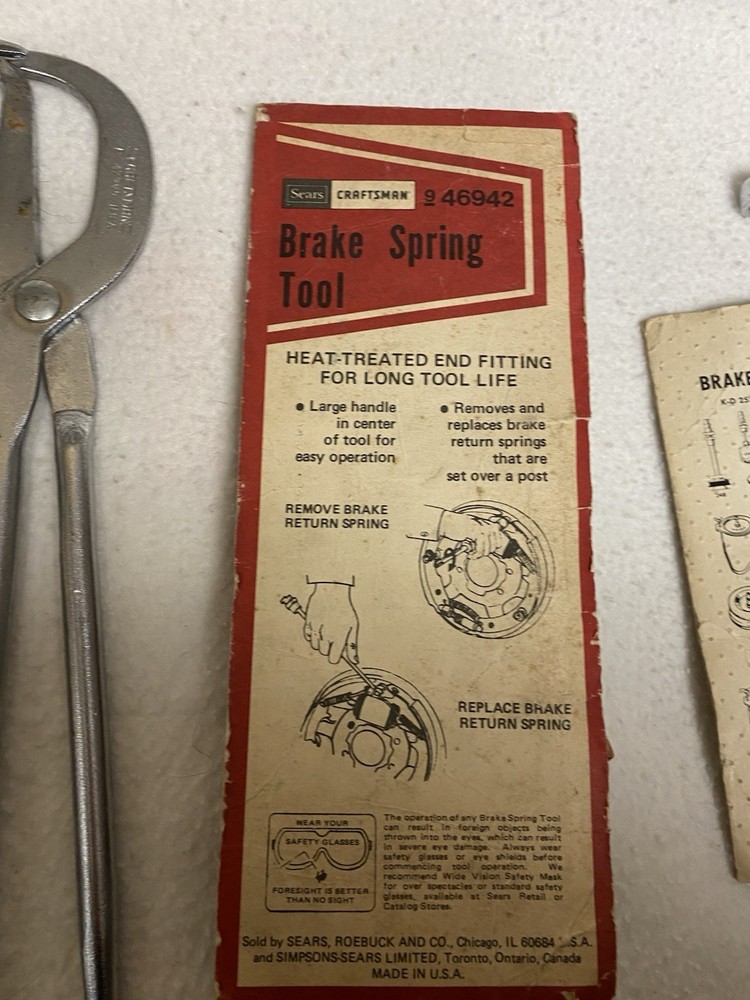 Sears CRAFTSMAN 9 46942
Brake Spring
Tool
HEAT-TREATED END FITTING
FOR LONG TOOL LIFE
● Large handle
in center
of tool for
easy operation
● Removes and
replaces brake
return springs
that are
set over a post
REMOVE BRAKE
RETURN SPRING
REPLACE BRAKE
RETURN SPRING
WEAR YOUR
SAFETY GLASSES
FORESIGHT IS BETTER
THAN NO SIGHT
The operation of any Brake Spring Tool
can result in foreign objects being
thrown into the eyes, which can result
in severe eye damage. Always wear
safety glasses or eye shields before
commencing tool operation. We
recommend Wide Vision Safety Mask
for over spectacles or standard safety
glasses, available at Sears Retail or
Catalog Stores.
Sold by SEARS, ROEBUCK AND CO., Chicago, IL 60684 .S.A.
and SIMPSONS-SEARS LIMITED, Toronto, Ontario, Canada
MADE IN U.S.A.
BRAKE
K-D 25